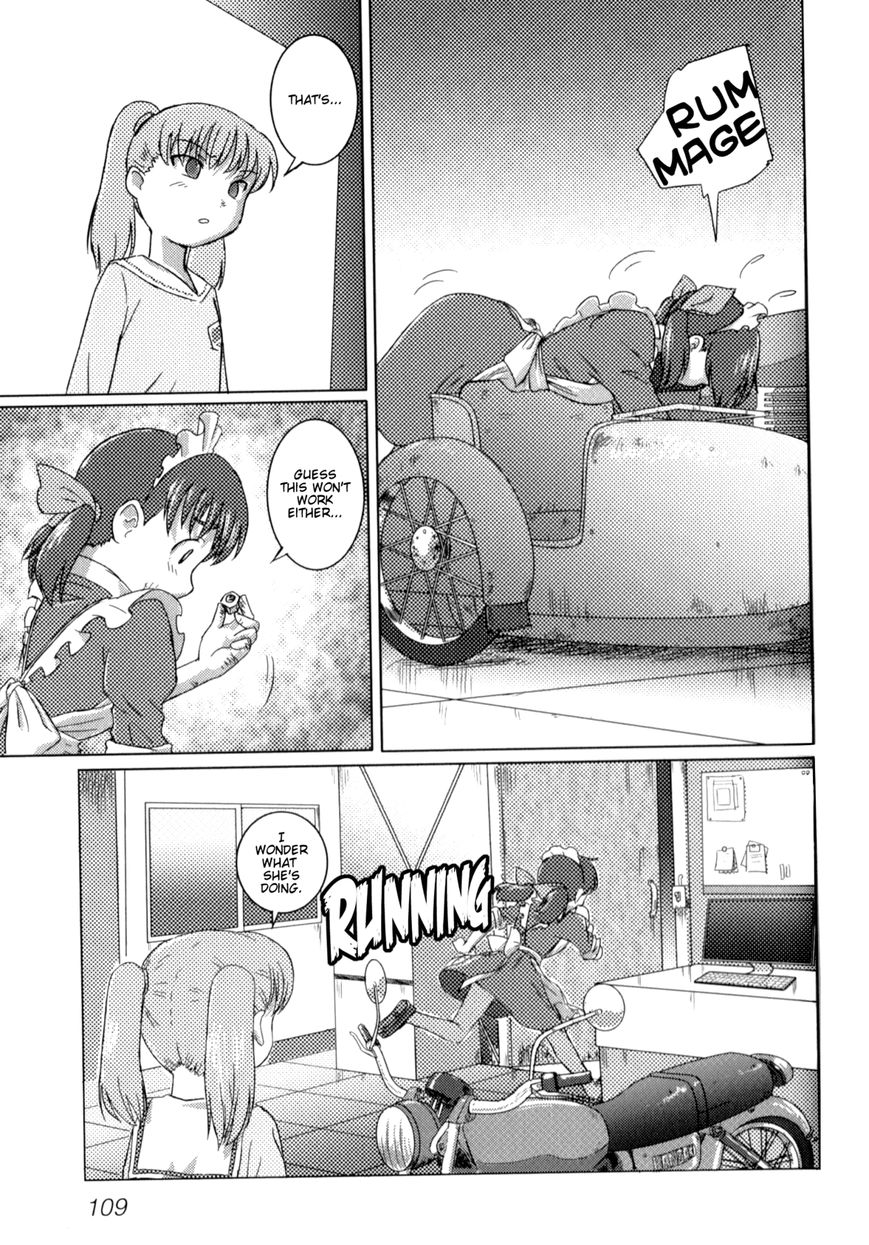 RUM
MAGE
THAT'S...
GUESS
THIS WON'T
WORK
EITHER...
I
WONDER
WHAT
SHE'S
DOING.
RUNNING
109